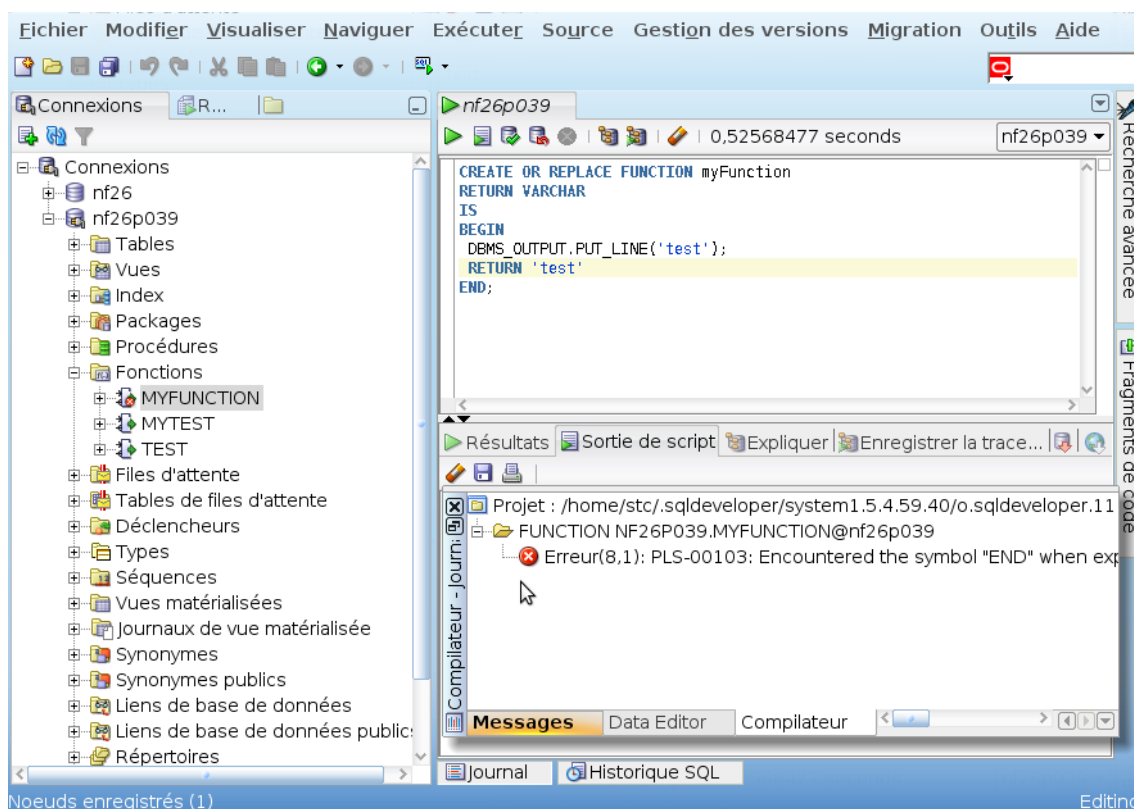 Fichier Modifier Visualiser Naviguer Exécuter Source Gestion des versions Migration Outils Aide
Connexions R...
Connexions
nf26
nf26p039
Tables
Vues
Index
Packages
Procédures
Fonctions
MYFUNCTION
MYTEST
TEST
Files d'attente
Tables de files d'attente
Déclencheurs
Types
Séquences
Vues matérialisées
Journaux de vue matérialisée
Synonymes
Synonymes publics
Liens de base de données
Liens de base de données public
Répertoires
Noeuds enregistrés (1)
nf26p039
0,52568477 seconds nf26p039
CREATE OR REPLACE FUNCTION myFunction
RETURN VARCHAR
IS
BEGIN
DBMS_OUTPUT.PUT_LINE('test');
RETURN 'test'
END;
Résultats Sortie de script Expliquer Enregistrer la trace...
Projet : /home/stc/.sqldeveloper/system1.5.4.59.40/o.sqldeveloper.11
FUNCTION NF26P039.MYFUNCTION@nf26p039
Erreur(8,1): PLS-00103: Encountered the symbol "END" when exp
Compilateur - Journ:
Messages Data Editor Compilateur
Journal Historique SQL
Recherche avancée
Fragments de code
Editing